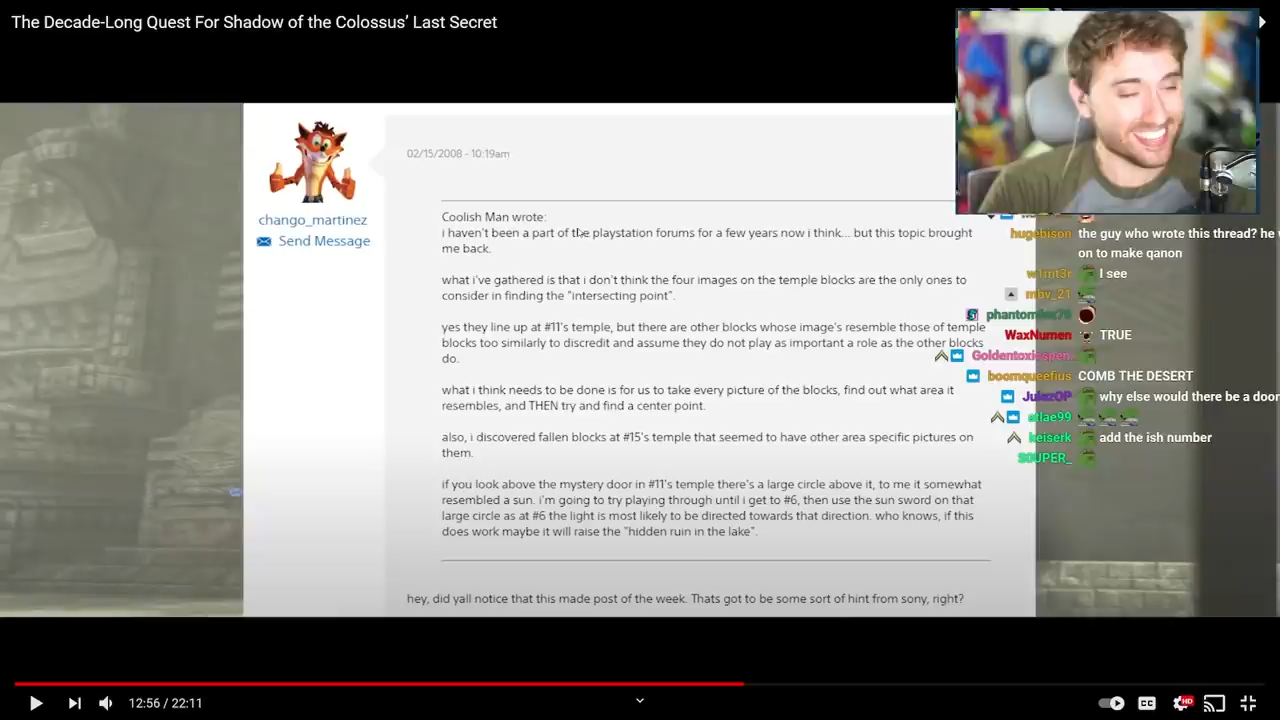 The Decade-Long Quest For Shadow of the Colossus’ Last Secret
02/15/2008 - 10:19am
chango_martinez
Send Message
Coolish Man wrote:
i haven't been a part of the playstation forums for a few years now i think... but this topic brought
me back.
what i've gathered is that i don't think the four images on the temple blocks are the only ones to
consider in finding the "intersecting point".
yes they line up at #11's temple, but there are other blocks whose image's resemble those of temple
blocks too similarly to discredit and assume they do not play as important a role as the other blocks
do.
what i think needs to be done is for us to take every picture of the blocks, find out what area it
resembles, and THEN try and find a center point.
also, i discovered fallen blocks at #15's temple that seemed to have other area specific pictures on
them.
if you look above the mystery door in #11's temple there's a large circle above it, to me it somewhat
resembled a sun. i'm going to try playing through until i get to #6, then use the sun sword on that
large circle as at #6 the light is most likely to be directed towards that direction. who knows, if this
does work maybe it will raise the "hidden ruin in the lake".
hey, did yall notice that this made post of the week. Thats got to be some sort of hint from sony, right?
hugebison the guy who wrote this thread? he
on to make qanon
w1nt3r I see
mbv_21
WaxNumen TRUE
boomqueefius COMB THE DESERT
JulezOP why else would there be a door
atlae99
keiserk add the ish number
S0UPER_
12:56 / 22:11
CC
HD